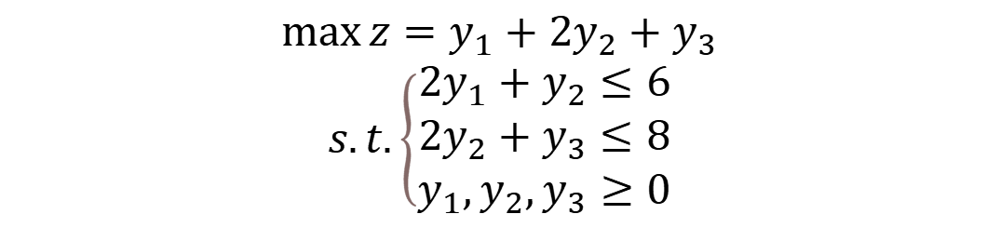 max z = y₁ + 2y₂ + y₃
2y₁ + y₂ ≤ 6
s.t. { 2y₂ + y₃ ≤ 8
y₁, y₂, y₃ ≥ 0